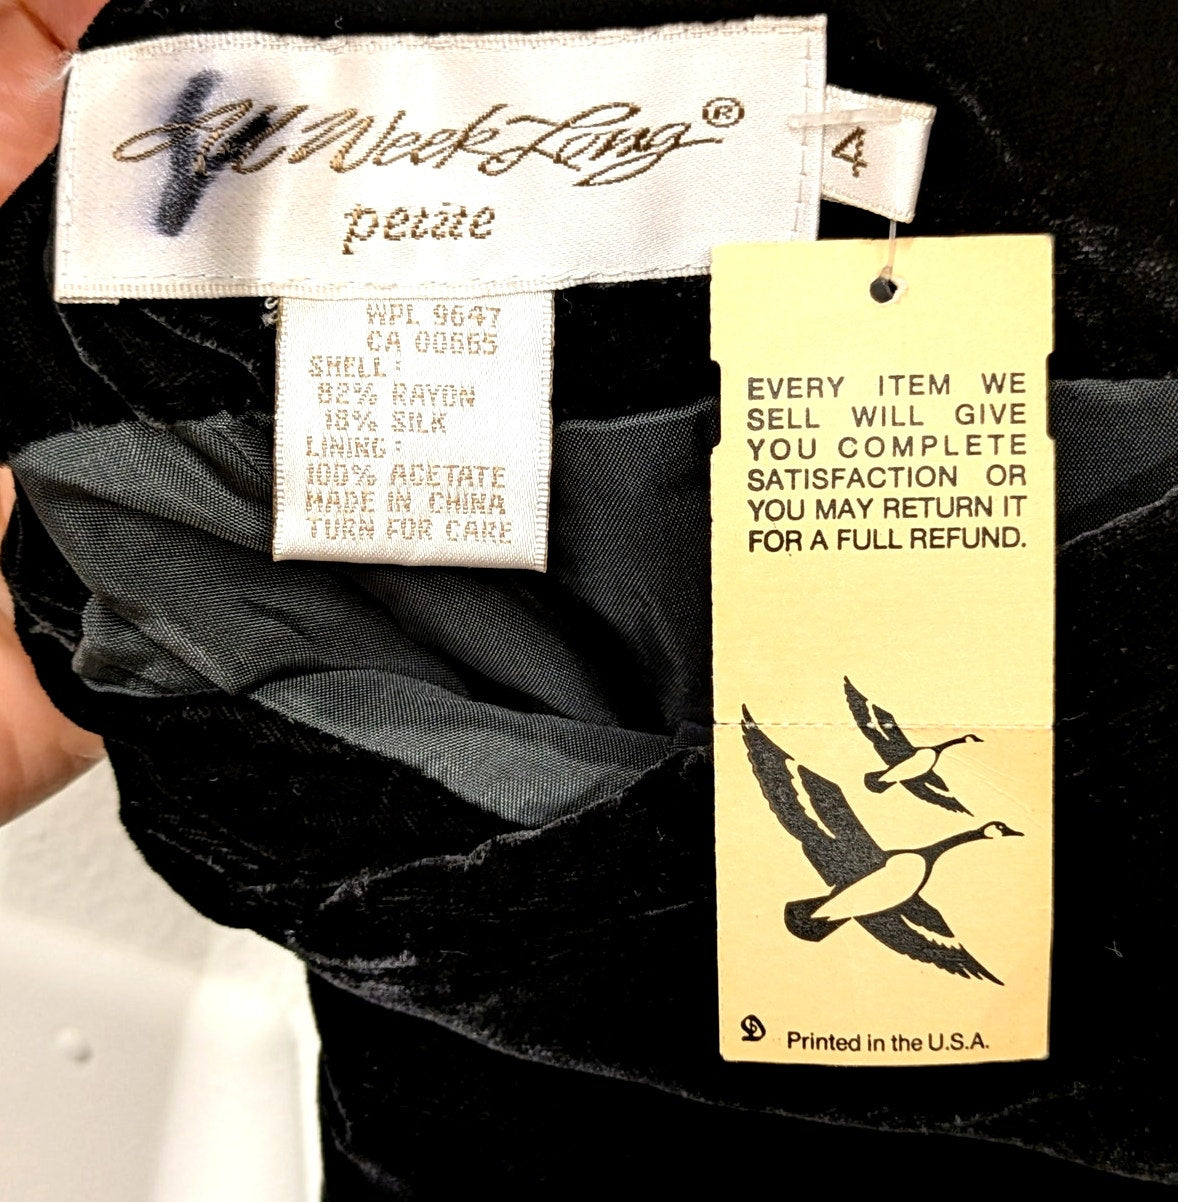 All Week Long ®
petite
4
WPL 9647
CA 00665
SHELL:
82% RAYON
18% SILK
LINING:
100% ACETATE
MADE IN CHINA
TURN FOR CARE
EVERY ITEM WE
SELL WILL GIVE
YOU COMPLETE
SATISFACTION OR
YOU MAY RETURN IT
FOR A FULL REFUND.
Printed in the U.S.A.